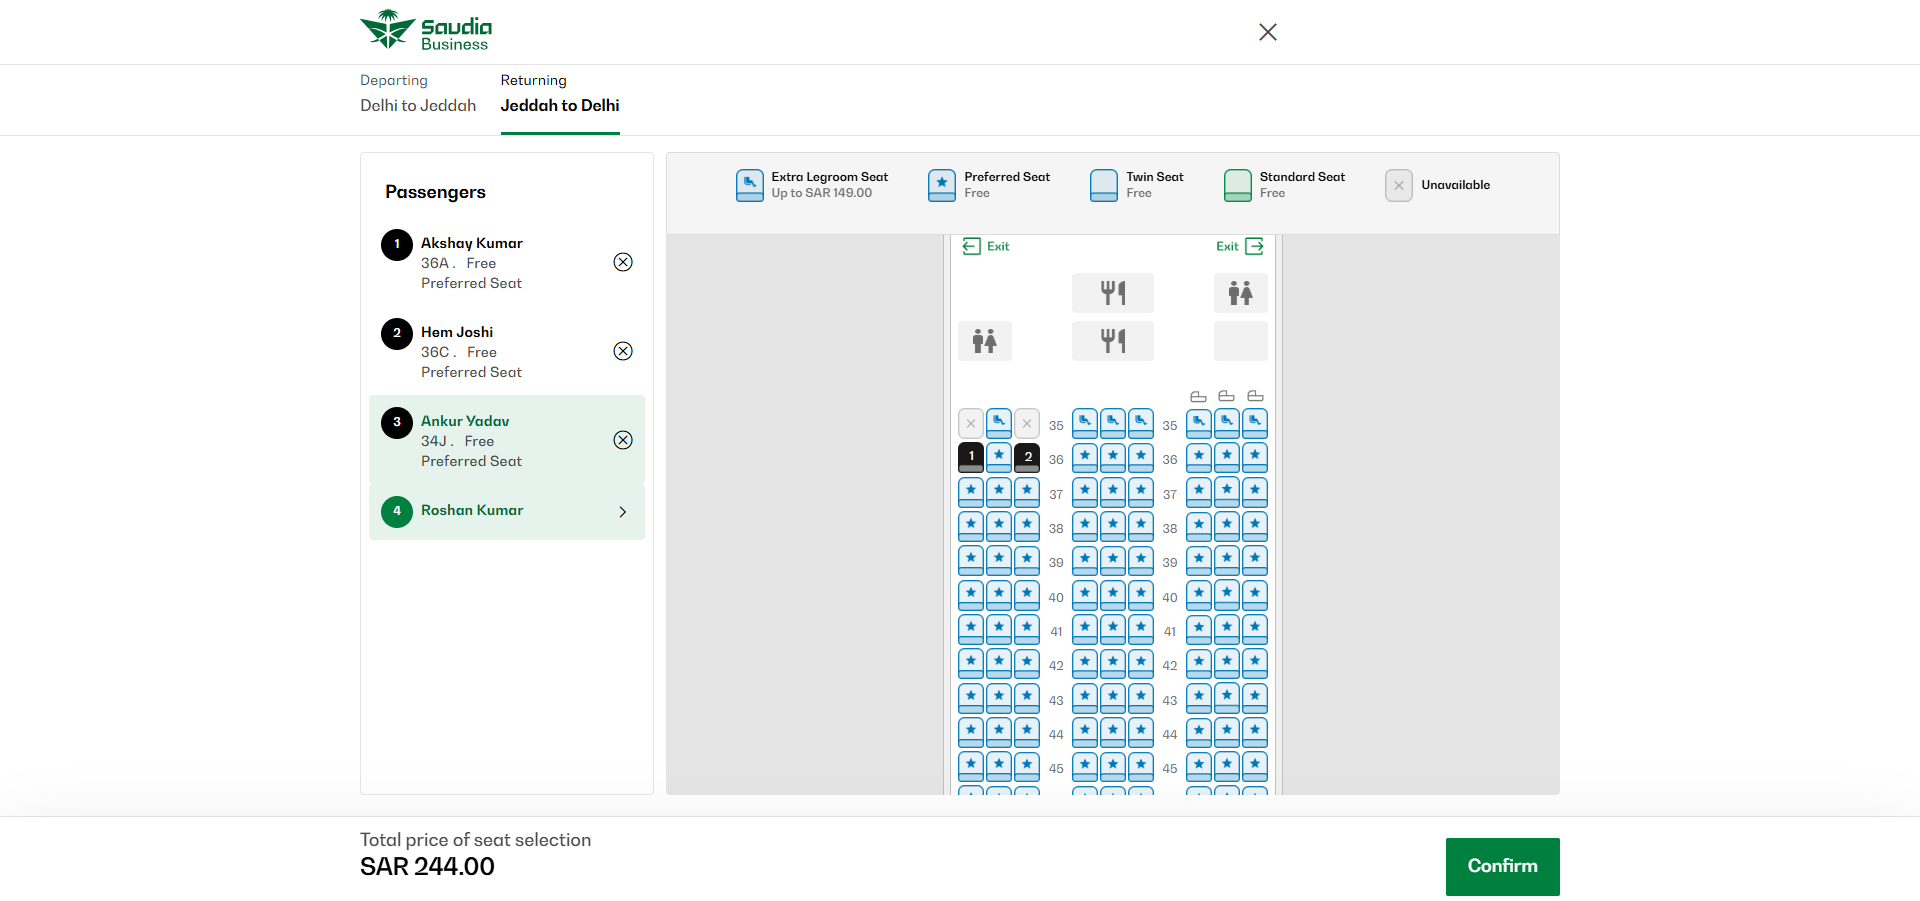 Saudia
Business
Departing
Delhi to Jeddah
Returning
Jeddah to Delhi
Passengers
1
Akshay Kumar
36A . Free
Preferred Seat
2
Hem Joshi
36C . Free
Preferred Seat
3
Ankur Yadav
34J . Free
Preferred Seat
4
Roshan Kumar
Extra Legroom Seat
Up to SAR 149.00
Preferred Seat
Free
Twin Seat
Free
Standard Seat
Free
Unavailable
Exit
Exit
35 35
1 2 36 36
37 37
38 38
39 39
40 40
41 41
42 42
43 43
44 44
45 45
Total price of seat selection
SAR 244.00
Confirm